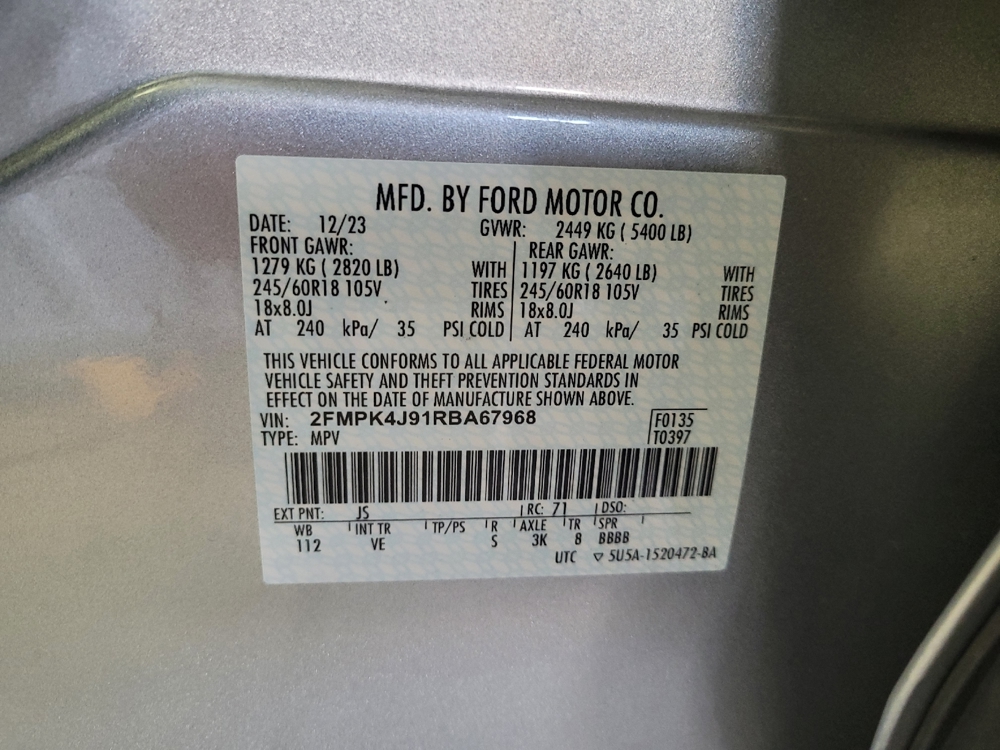 MFD. BY FORD MOTOR CO.
DATE: 12/23 GVWR: 2449 KG ( 5400 LB)
FRONT GAWR: REAR GAWR:
1279 KG ( 2820 LB) WITH 1197 KG ( 2640 LB) WITH
245/60R18 105V TIRES 245/60R18 105V TIRES
18x8.0J RIMS 18x8.0J RIMS
AT 240 kPa/ 35 PSI COLD AT 240 kPa/ 35 PSI COLD
THIS VEHICLE CONFORMS TO ALL APPLICABLE FEDERAL MOTOR
VEHICLE SAFETY AND THEFT PREVENTION STANDARDS IN
EFFECT ON THE DATE OF MANUFACTURE SHOWN ABOVE.
VIN: 2FMPK4J91RBA67968 F0135
TYPE: MPV T0397
EXT PNT: JS RC: 71 DSO:
WB INT TR TP/PS R AXLE TR SPR
112 VE S 3K 8 BBBB
UTC ▽ 5U5A-1520472-BA